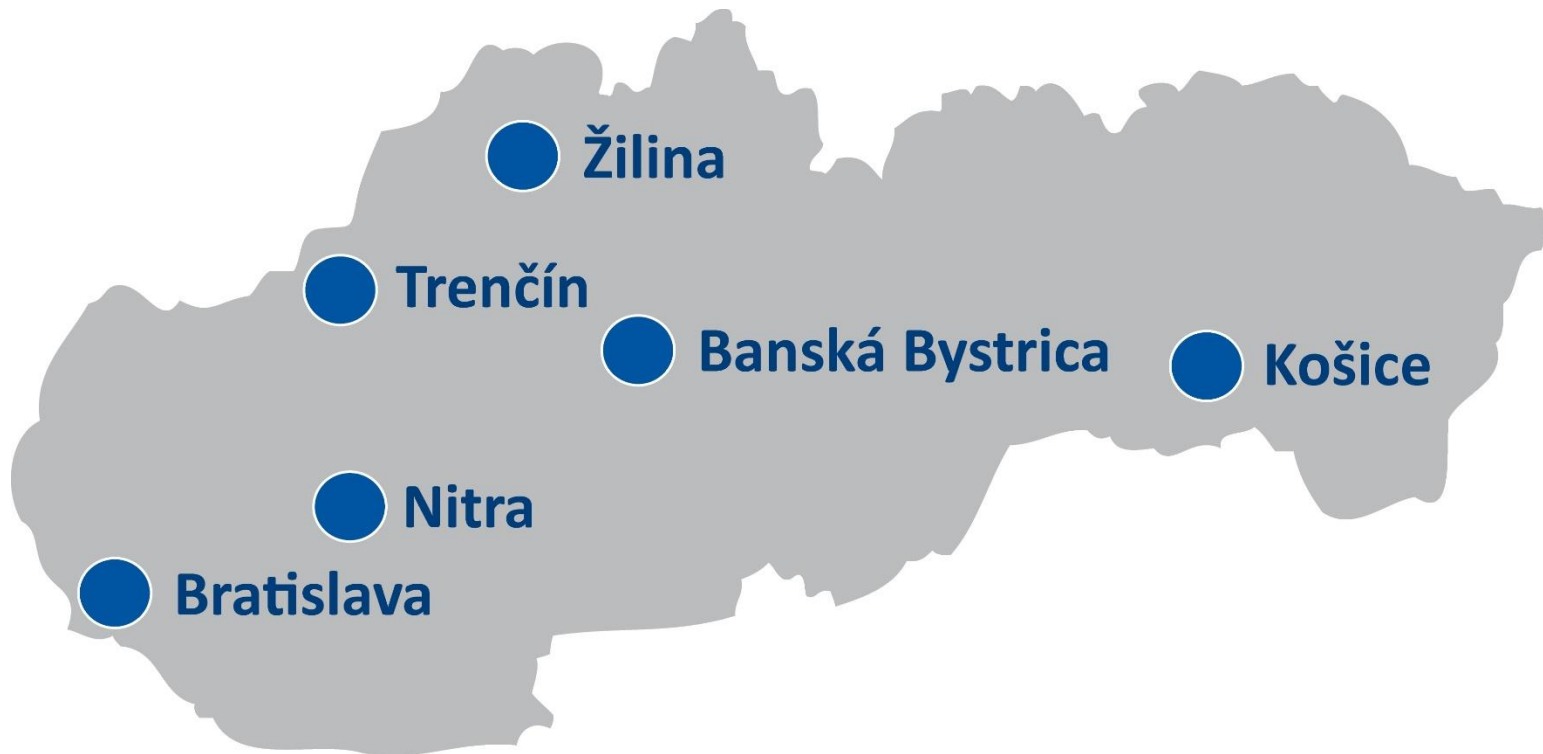 Žilina
Trenčín
Banská Bystrica
Košice
Nitra
Bratislava